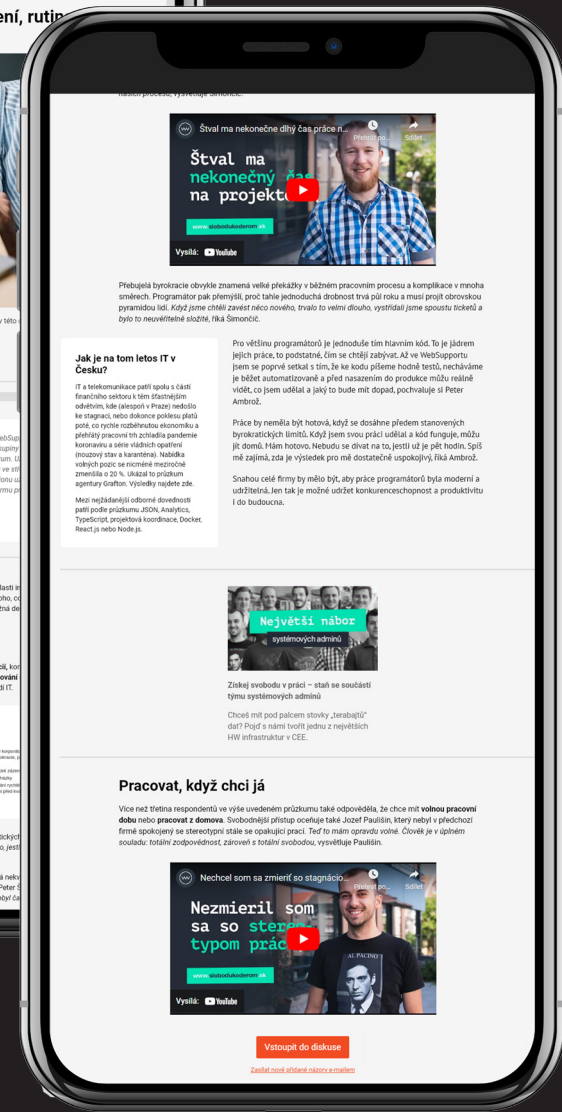 ení, rutin
našich procesů, vysvětluje Šimončič.
Štval ma nekonečne dlhý čas práce n...
Přehrát po...
Sdílet
Štval ma
nekonečný čas
na projekt
www.slobodukoderom.sk
Vysílá: YouTube
Přebujelá byrokracie obvykle znamená velké překážky v běžném pracovním procesu a komplikace v mnoha
směrech. Programátor pak přemýšlí, proč tahle jednoduchá drobnost trvá půl roku a musí projít obrovskou
pyramidou lidí. Když jsme chtěli zavést něco nového, trvalo to velmi dlouho, vystřídali jsme spoustu ticketů a
bylo to neuvěřitelně složité, říká Šimončič.
Jak je na tom letos IT v
Česku?
IT a telekomunikace patří spolu s částí
finančního sektoru k těm šťastnějším
odvětvím, kde (alespoň v Praze) nedošlo
ke stagnaci, nebo dokonce poklesu platů
poté, co rychle rozběhnutou ekonomiku a
přehřátý pracovní trh zchladila pandemie
koronaviru a série vládních opatření
(nouzový stav a karanténa). Nabídka
volných pozic se nicméně meziročně
zmenšila o 20 %. Ukázal to průzkum
agentury Grafton. Výsledky najdete zde.
Mezi nejžádanější odborné dovednosti
patří podle průzkumu JSON, Analytics,
TypeScript, projektová koordinace, Docker,
React.js nebo Node.js.
Pro většinu programátorů je jednoduše tím hlavním kód. To je jádrem
jejich práce, to podstatné, čím se chtějí zabývat. Až ve WebSupportu
jsem se poprvé setkal s tím, že ke kodu píšeme hodně testů, necháváme
je běžet automatizovaně a před nasazením do produkce můžu reálně
vidět, co jsem udělal a jaký to bude mít dopad, pochvaluje si Peter
Ambrož.
Práce by neměla být hotová, když se dosáhne předem stanovených
byrokratických limitů. Když jsem svou práci udělal a kód funguje, můžu
jít domů. Mám hotovo. Nebudu se dívat na to, jestli už je pět hodin. Spíš
mě zajímá, zda je výsledek pro mě dostatečně uspokojivý, říká Ambrož.
Snahou celé firmy by mělo být, aby práce programátorů byla moderní a
udržitelná. Jen tak je možné udržet konkurenceschopnost a produktivitu
i do budoucna.
Největší nábor
systémových adminů
Získej svobodu v práci – staň se součástí
týmu systémových adminů
Chceš mít pod palcem stovky „terabajtů“
dat? Pojď s námi tvořit jednu z největších
HW infrastruktur v CEE.
Pracovat, když chci já
Více než třetina respondentů ve výše uvedeném průzkumu také odpověděla, že chce mít volnou pracovní
dobu nebo pracovat z domova. Svobodnější přístup oceňuje také Jozef Paulišin, který nebyl v předchozí
firmě spokojený se stereotypní stále se opakující prací. Teď to mám opravdu volné. Člověk je v úplném
souladu: totální zodpovědnost, zároveň s totální svobodou, vysvětluje Paulišin.
Nechcel som sa zmieriť so stagnácio...
Přehrát po...
Sdílet
Nezmieril som
sa so stereo
typom prác
AL PACINO
www.slobodukoderom.sk
Vysílá: YouTube
Vstoupit do diskuse
Zasílat nově přidané názory e-mailem